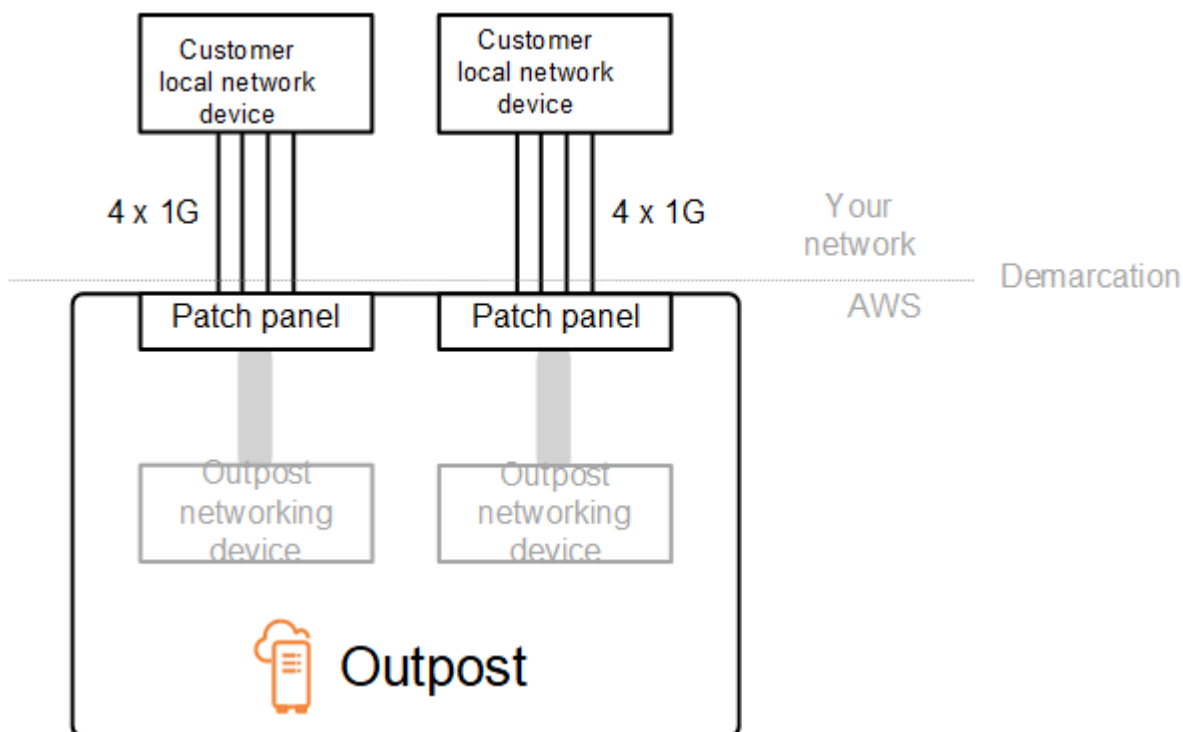 Customer
local network
device
Customer
local network
device
4 x 1G
4 x 1G
Your
network
Demarcation
AWS
Patch panel
Patch panel
Outpost
networking
device
Outpost
networking
device
Outpost